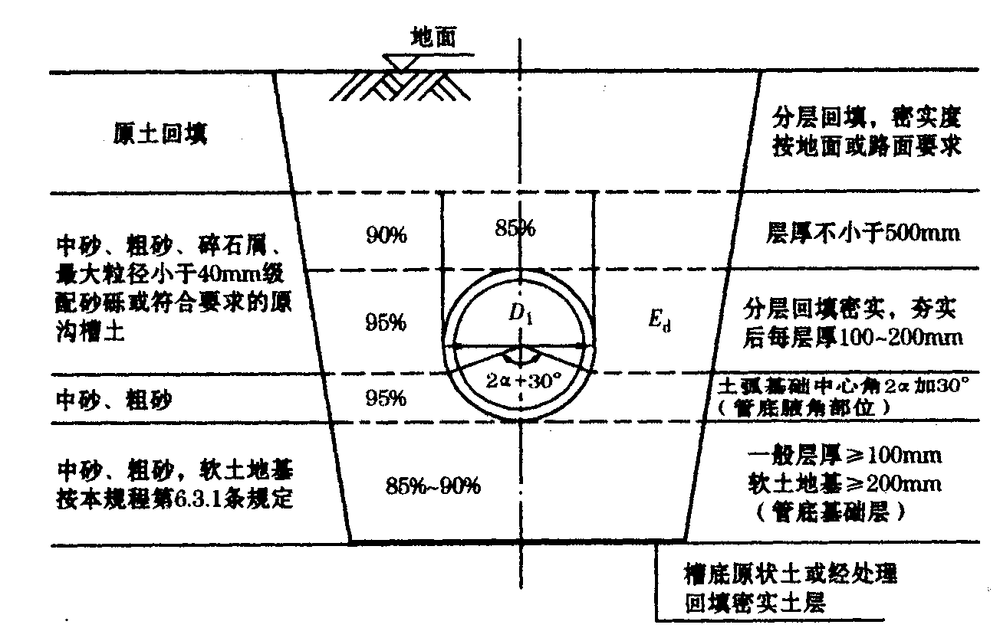 地面
原土回填
分层回填，密实度
按地面或路面要求
90%
85%
层厚不小于500mm
中砂、粗砂、碎石屑、
最大粒径小于40mm级
配砂砾或符合要求的原
沟槽土
95%
D1
Ed
分层回填密实，夯实
后每层厚100~200mm
2α+30°
中砂、粗砂
95%
土弧基础中心角2α加30°
（管底腋角部位）
中砂、粗砂，软土地基
按本规程第6.3.1条规定
85%~90%
一般层厚≥100mm
软土地基≥200mm
（管底基础层）
槽底原状土或经处理
回填密实土层